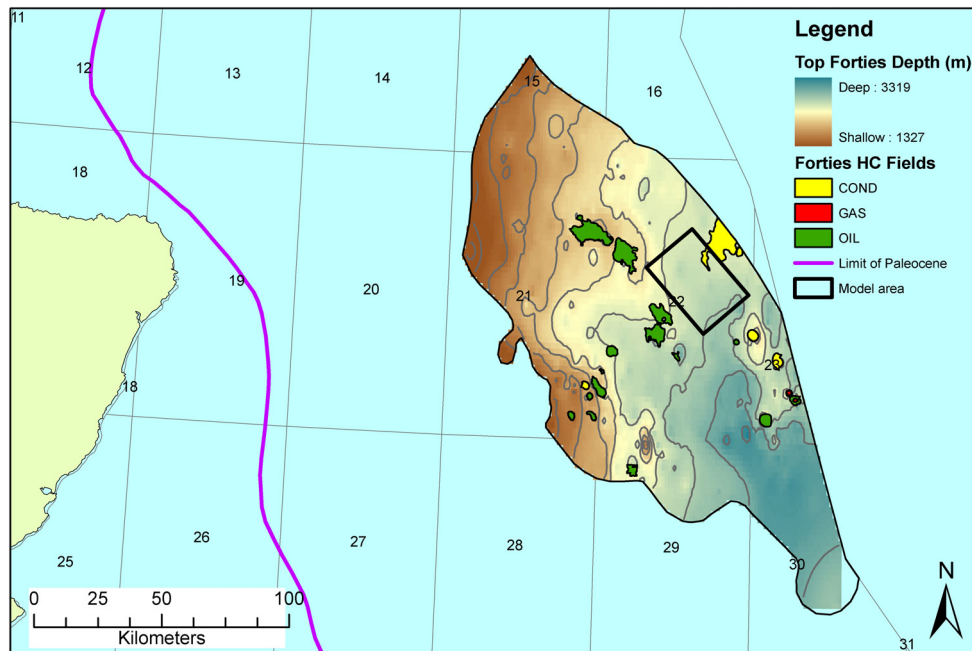 11
12
13
14
15
16
18
19
20
21
22
23
18
25
26
27
28
29
30
31
Legend
Top Forties Depth (m)
Deep : 3319
Shallow : 1327
Forties HC Fields
COND
GAS
OIL
Limit of Paleocene
Model area
0 25 50 100
Kilometers
N